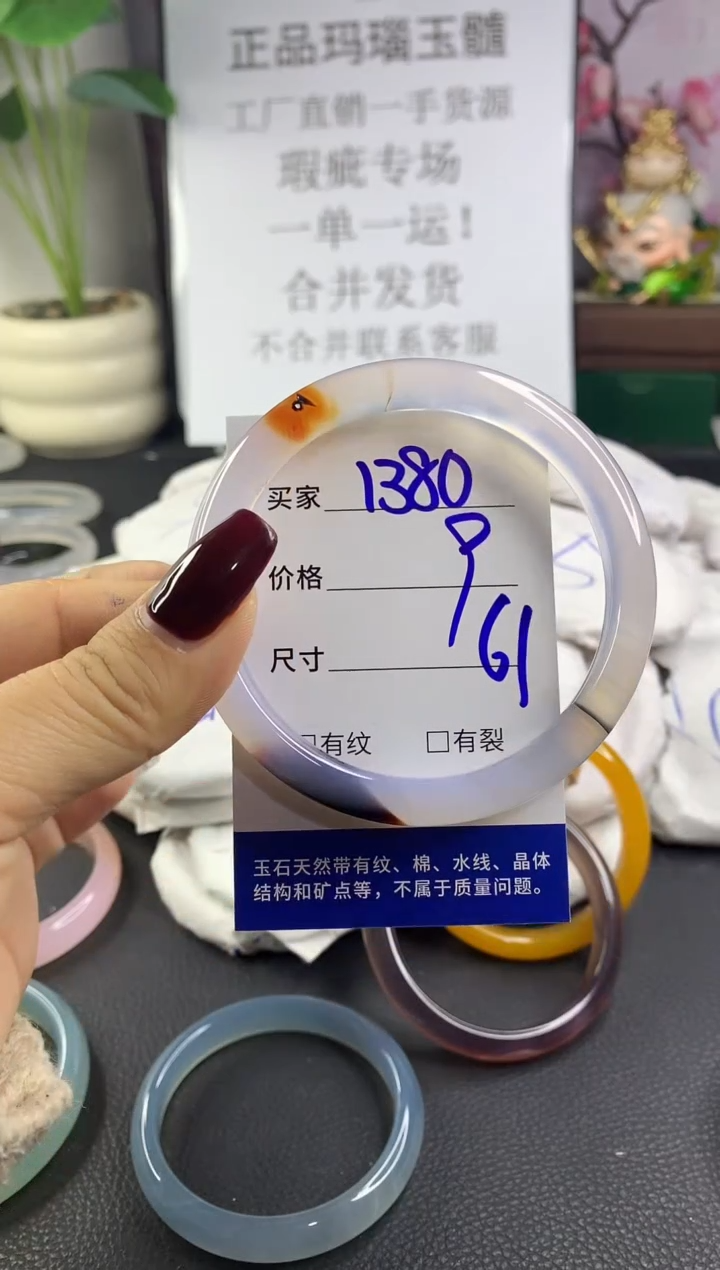 正品玛瑙玉髓
工厂直销一手货源
瑕疵专场
一单一运！
合并发货
不合并联系客服
买家 1380
价格 9
尺寸 61
□有纹 □有裂
玉石天然带有纹、棉、水线、晶体
结构和矿点等，不属于质量问题。